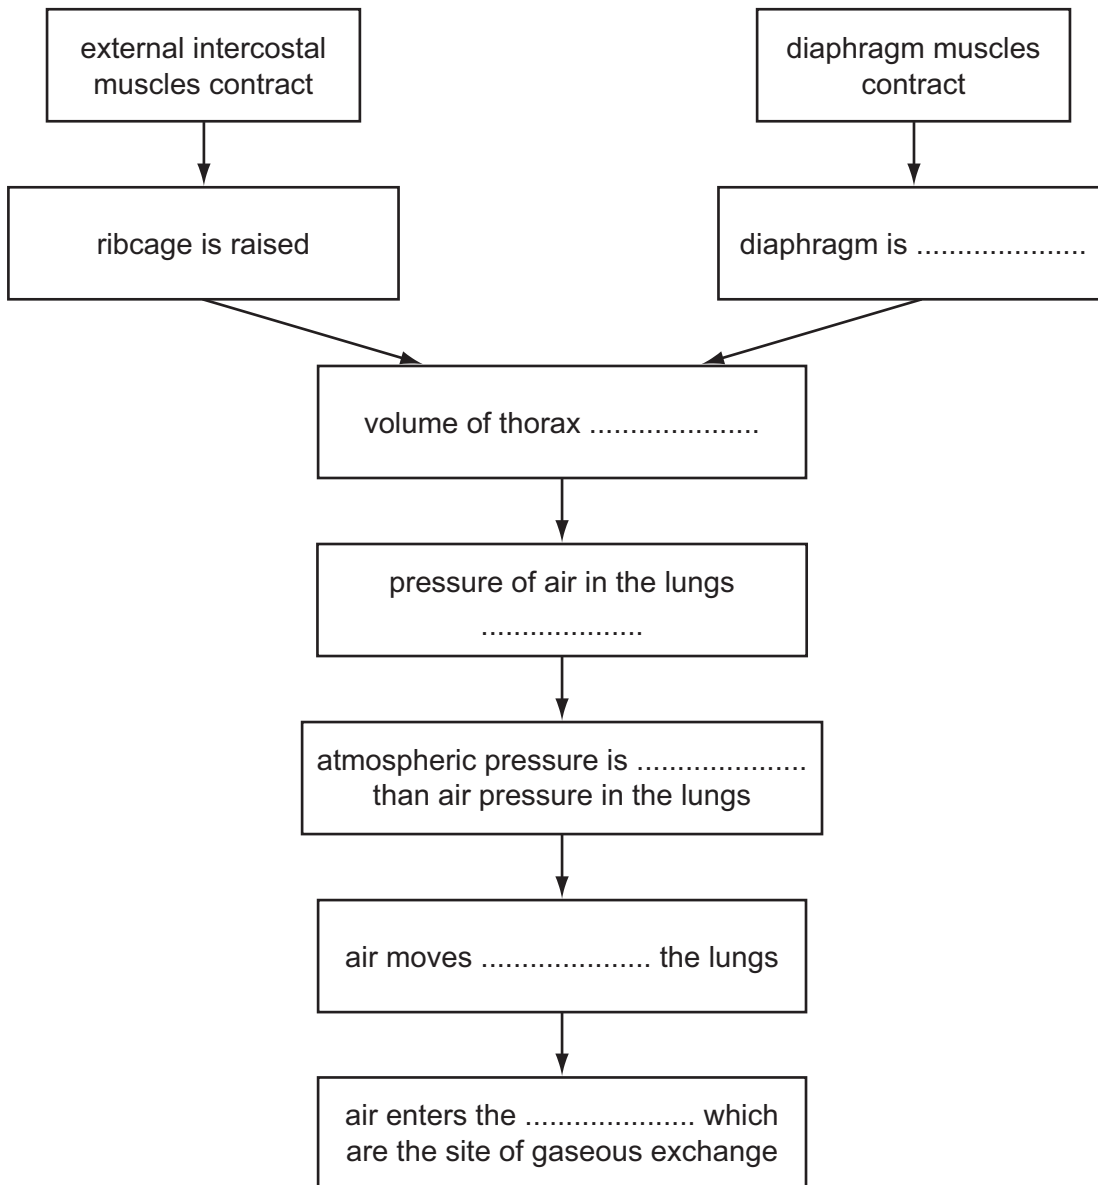 external intercostal
muscles contract
diaphragm muscles
contract
ribcage is raised
diaphragm is .....................
volume of thorax .....................
pressure of air in the lungs
....................
atmospheric pressure is .....................
than air pressure in the lungs
air moves ..................... the lungs
air enters the ..................... which
are the site of gaseous exchange